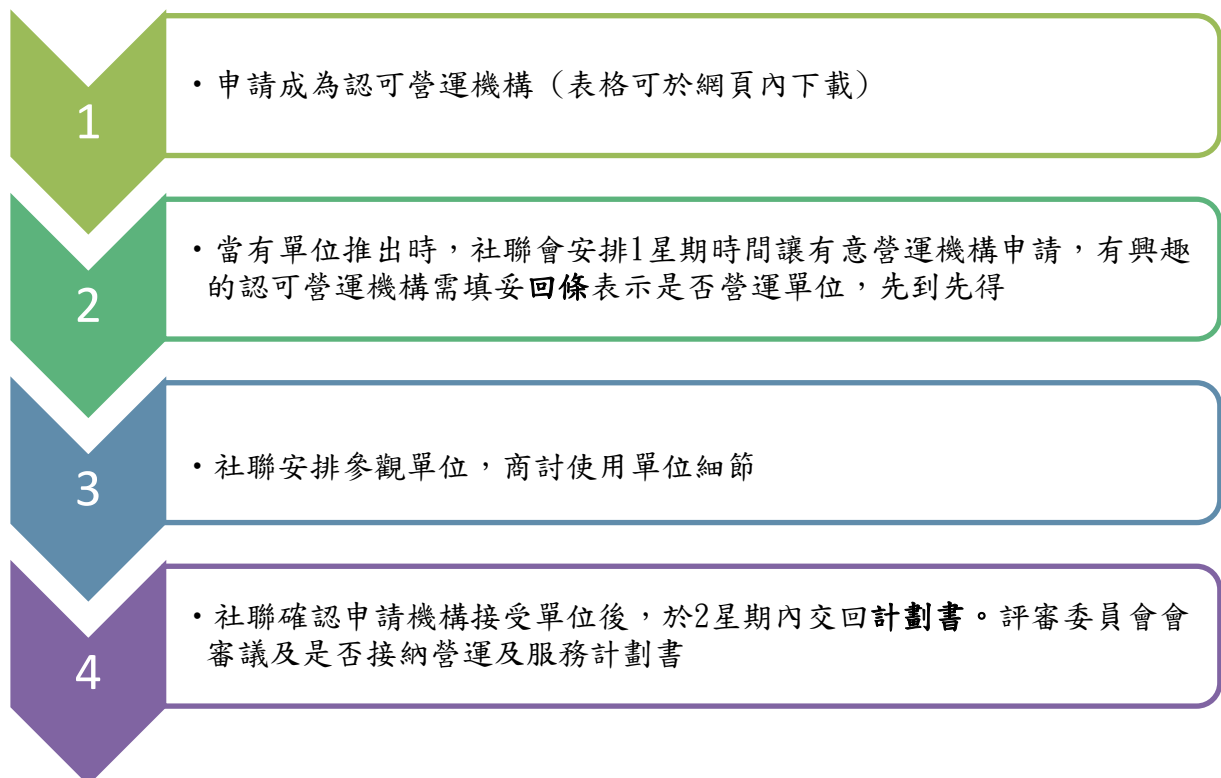 1
•申請成為認可營運機構（表格可於網頁內下載）
2
•當有單位推出時，社聯會安排1星期時間讓有意營運機構申請，有興趣
的認可營運機構需填妥回條表示是否營運單位，先到先得
3
•社聯安排參觀單位，商討使用單位細節
4
•社聯確認申請機構接受單位後，於2星期內交回計劃書。評審委員會會
審議及是否接納營運及服務計劃書